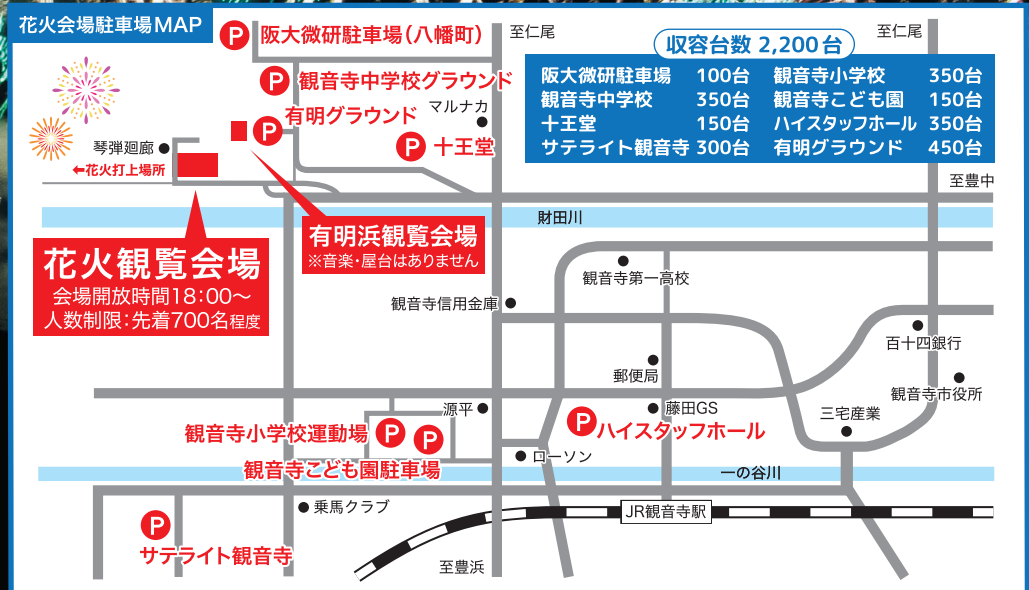 花火会場駐車場MAP
阪大微研駐車場(八幡町)
至仁尾
至仁尾
収容台数 2,200台
阪大微研駐車場 100台 観音寺小学校 350台
観音寺中学校 350台 観音寺こども園 150台
十王堂 150台 ハイスタッフホール 350台
サテライト観音寺 300台 有明グラウンド 450台
P
P
観音寺中学校グラウンド
有明グラウンド
P
マルナカ
P
十王堂
琴弾廻廊
←花火打上場所
至豊中
財田川
有明浜観覧会場
※音楽・屋台はありません
花火観覧会場
会場開放時間18:00〜
人数制限:先着700名程度
観音寺第一高校
観音寺信用金庫
百十四銀行
郵便局
観音寺市役所
源平
藤田GS
三宅産業
P
ハイスタッフホール
観音寺小学校運動場
P
P
観音寺こども園駐車場
ローソン
一の谷川
乗馬クラブ
JR観音寺駅
P
サテライト観音寺
至豊浜